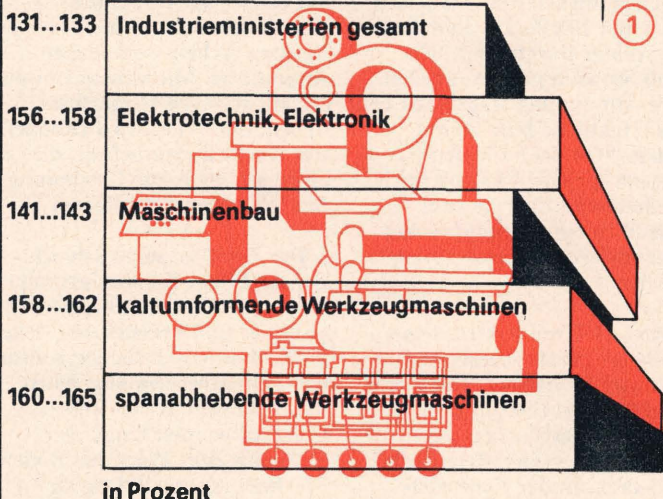 131...133 Industrieministerien gesamt
1
156...158 Elektrotechnik, Elektronik
141...143 Maschinenbau
158...162 kaltumformende Werkzeugmaschinen
160...165 spanabhebende Werkzeugmaschinen
in Prozent